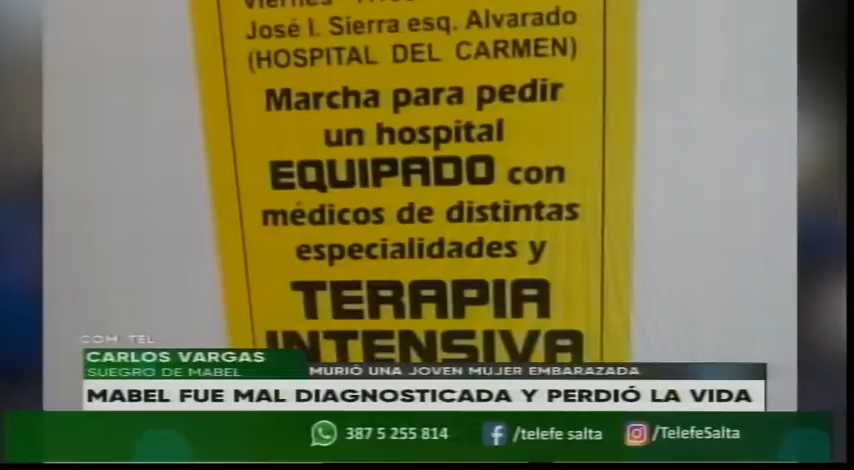 José I. Sierra esq. Alvarado
(HOSPITAL DEL CARMEN)
Marcha para pedir
un hospital
EQUIPADO con
médicos de distintas
especialidades y
TERAPIA
INTENSIVA
COM. TEL
CARLOS VARGAS
SUEGRO DE MABEL
MURIÓ UNA JOVEN MUJER EMBARAZADA
MABEL FUE MAL DIAGNOSTICADA Y PERDIÓ LA VIDA
387 5 255 814
/telefe salta
/TelefeSalta